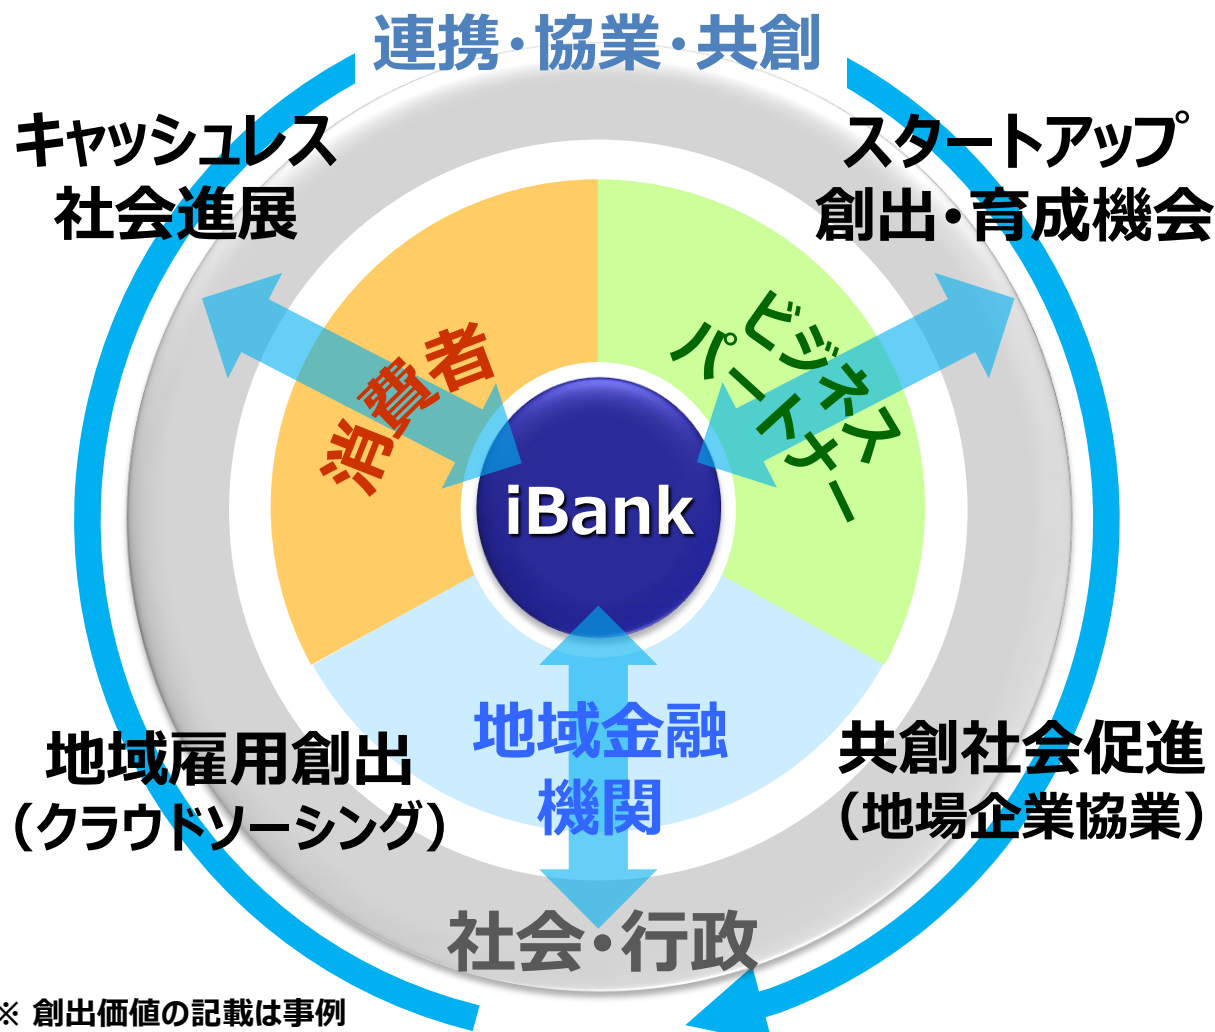 連携・協業・共創
キャッシュレス
社会進展
スタートアップ
創出・育成機会
消費者
ビジネス
パートナー
iBank
地域金融
機関
地域雇用創出
（クラウドソーシング）
共創社会促進
（地場企業協業）
社会・行政
※ 創出価値の記載は事例